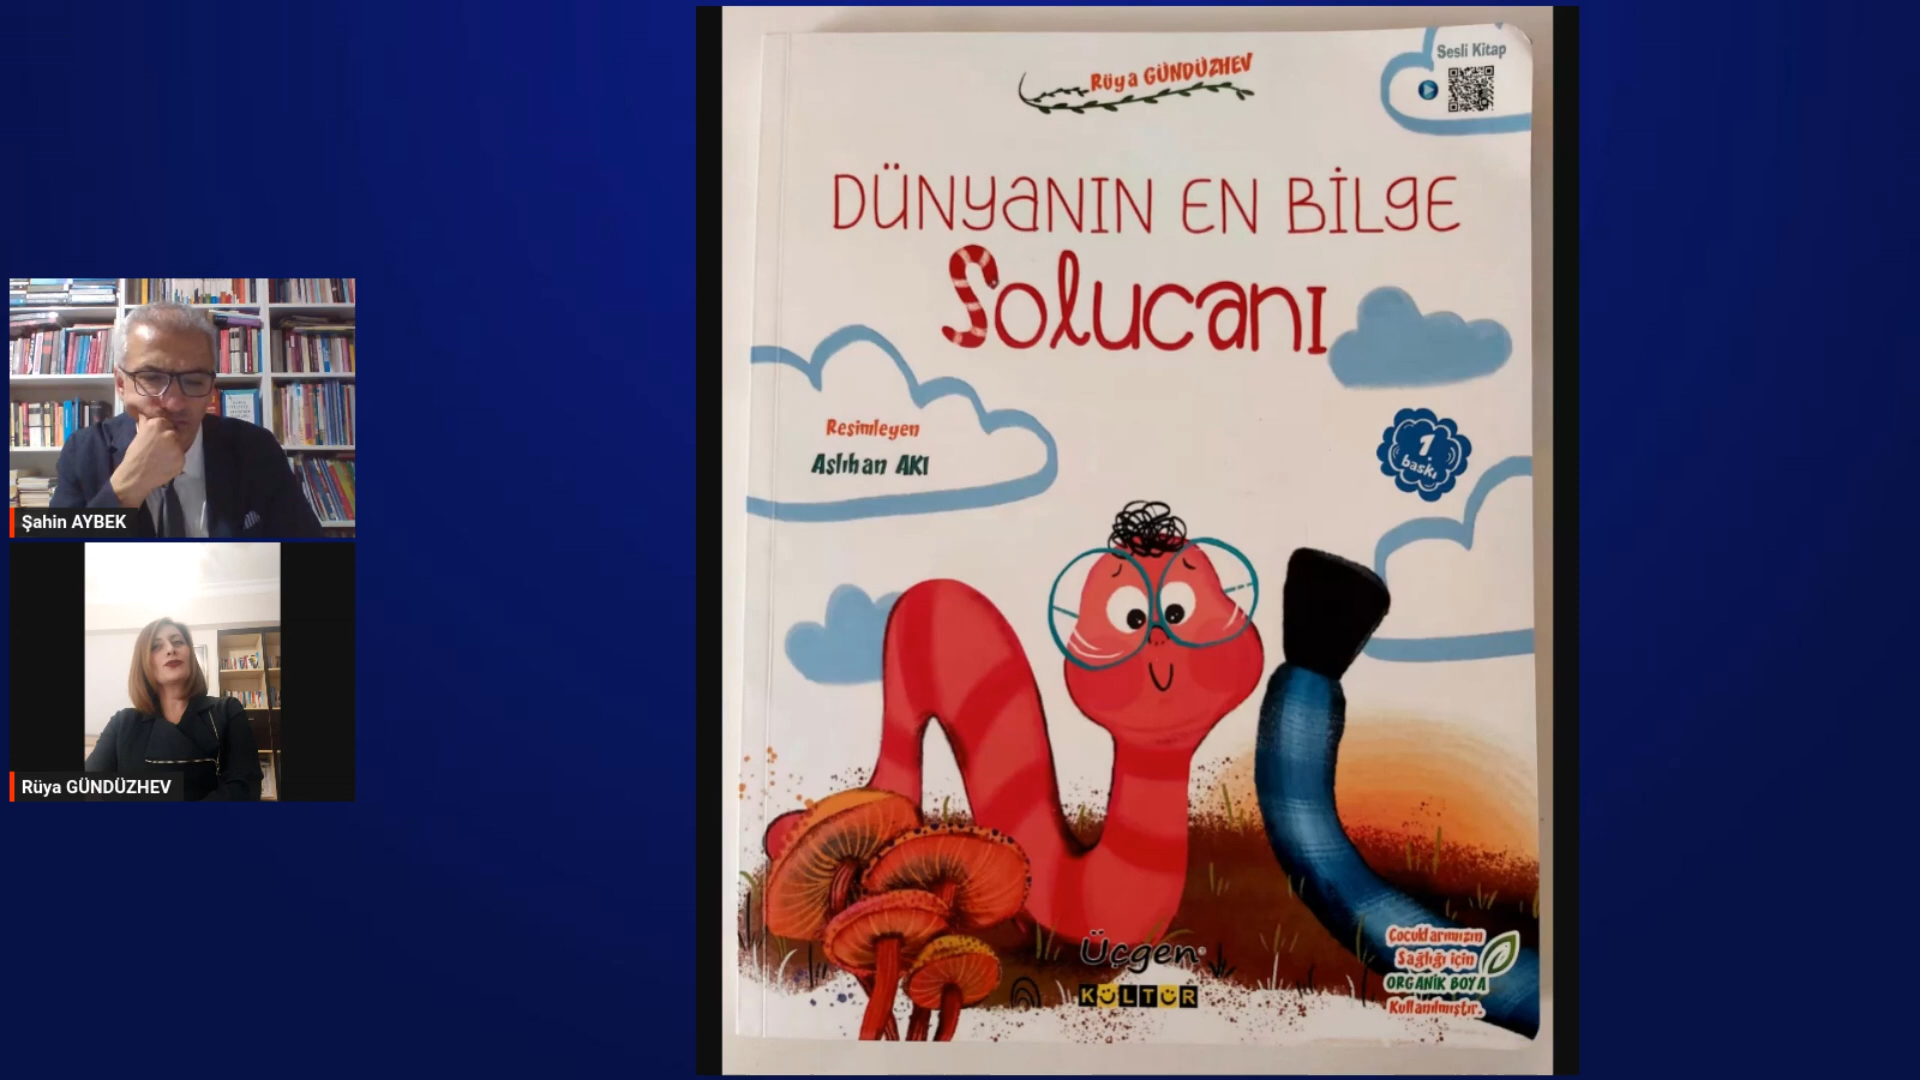 Şahin AYBEK
Rüya GÜNDÜZHEV
Rüya GÜNDÜZHEV
Sesli Kitap
DÜNYANIN EN BİLGE
Solucanı
Resimleyen
Aslıhan AKI
1.
baskı
Üçgen
KÜLTÜR
Çocuklarımızın
Sağlığı için
ORGANİK BOYA
Kullanılmıştır.